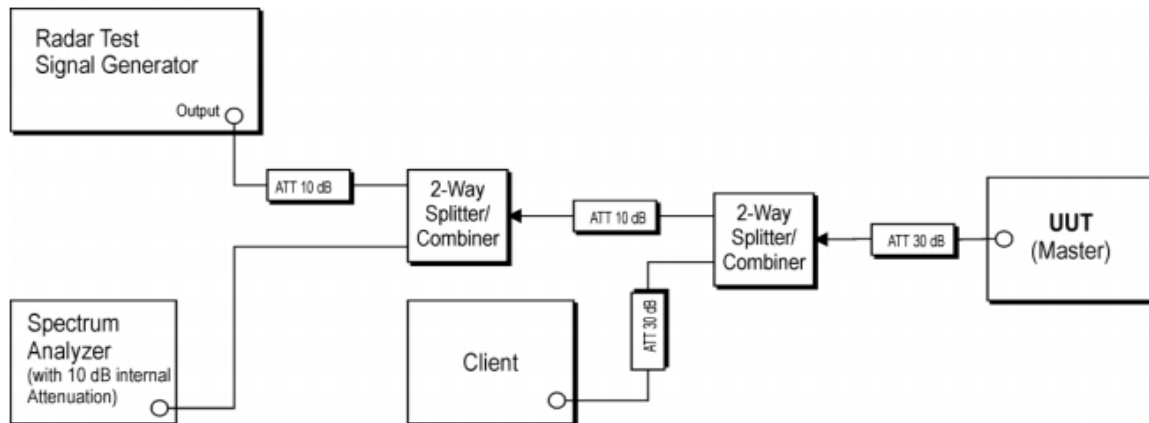 Radar Test
Signal Generator
Output
ATT 10 dB
2-Way
Splitter/
Combiner
ATT 10 dB
2-Way
Splitter/
Combiner
ATT 30 dB
UUT
(Master)
ATT 30 dB
Spectrum
Analyzer
(with 10 dB internal
Attenuation)
Client